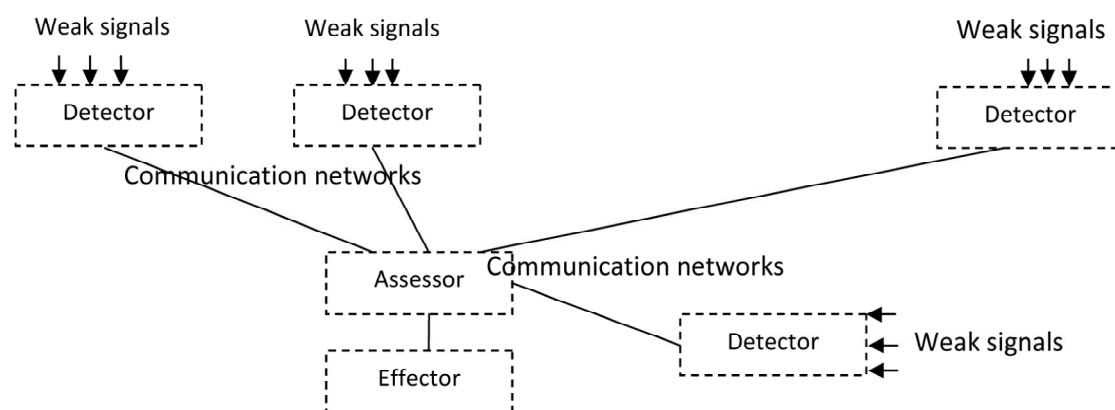 Weak signals
Weak signals
Weak signals
Detector
Detector
Detector
Communication networks
Communication networks
Assessor
Detector
Weak signals
Effector